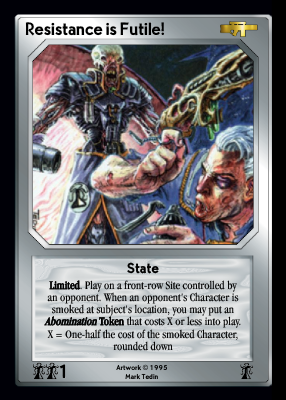 Resistance is Futile!
State
Limited. Play on a front-row Site controlled by
an opponent. When an opponent's Character is
smoked at subject's location, you may put an
Abomination Token that costs X or less into play.
X = One-half the cost of the smoked Character,
rounded down
1
Artwork © 1995
Mark Tedin